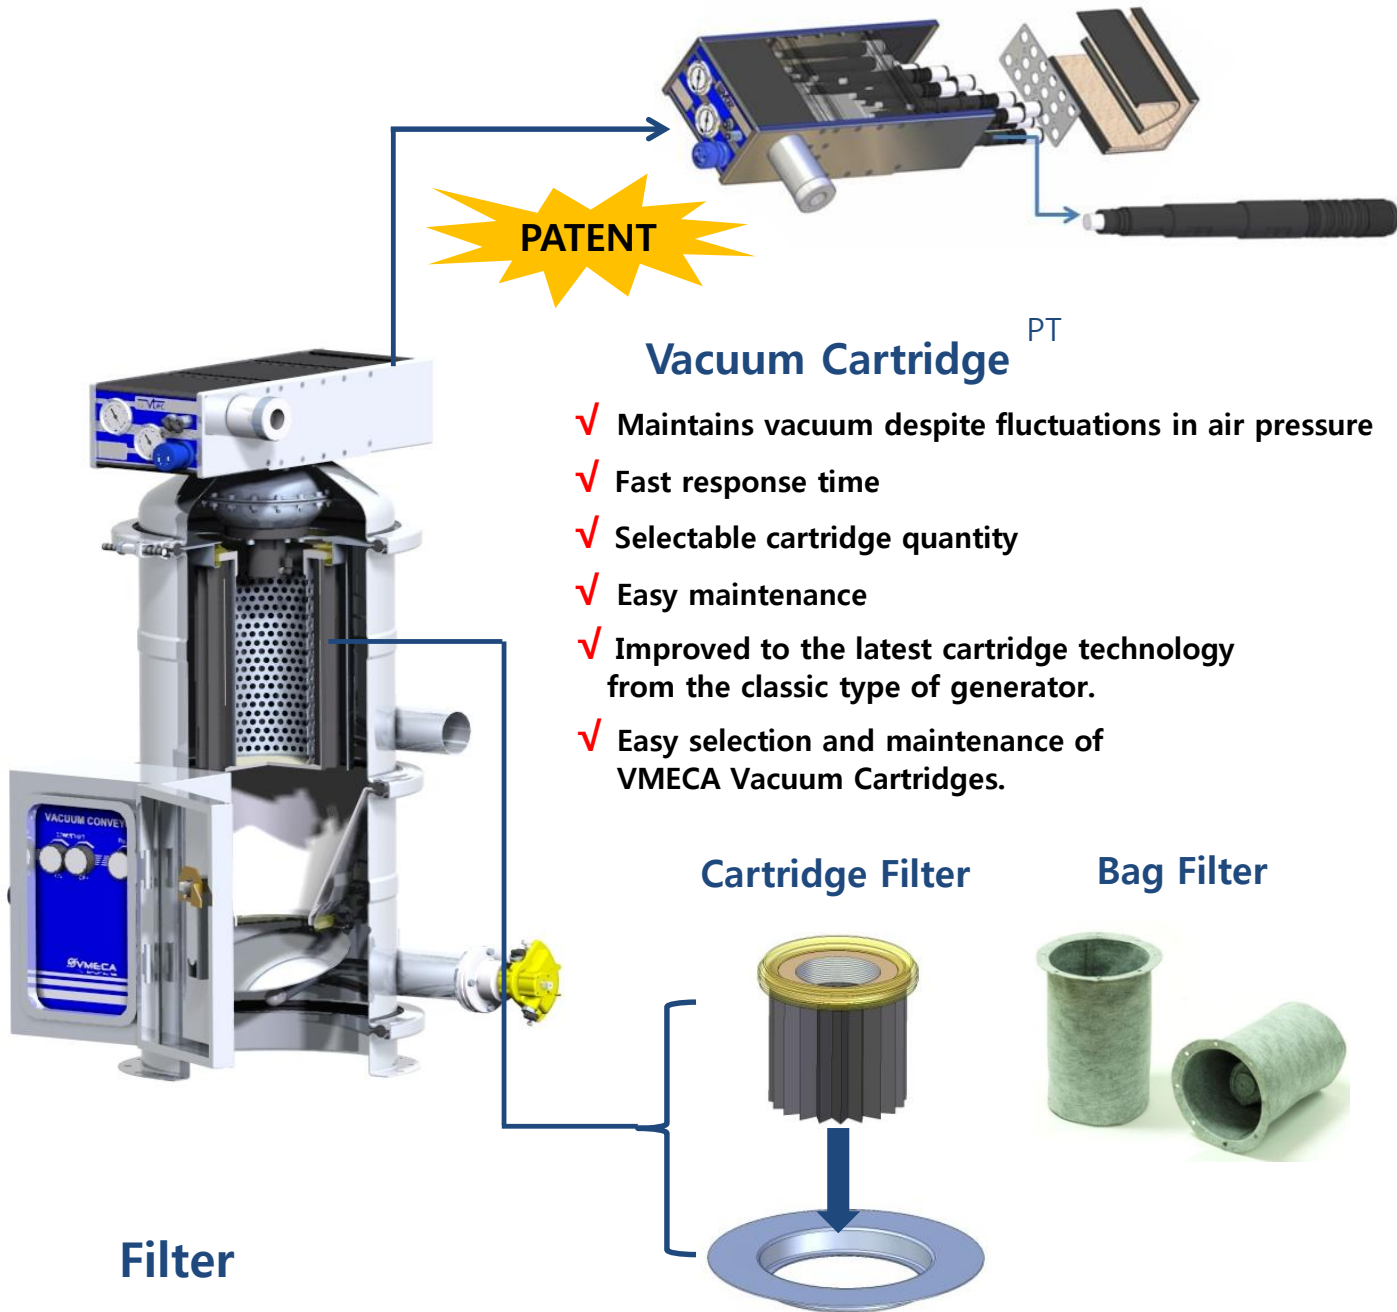 PATENT
PT
Vacuum Cartridge
√ Maintains vacuum despite fluctuations in air pressure
√ Fast response time
√ Selectable cartridge quantity
√ Easy maintenance
√ Improved to the latest cartridge technology
from the classic type of generator.
√ Easy selection and maintenance of
VMECA Vacuum Cartridges.
VACUUM CONVEY
VMECA
Cartridge Filter
Bag Filter
Filter